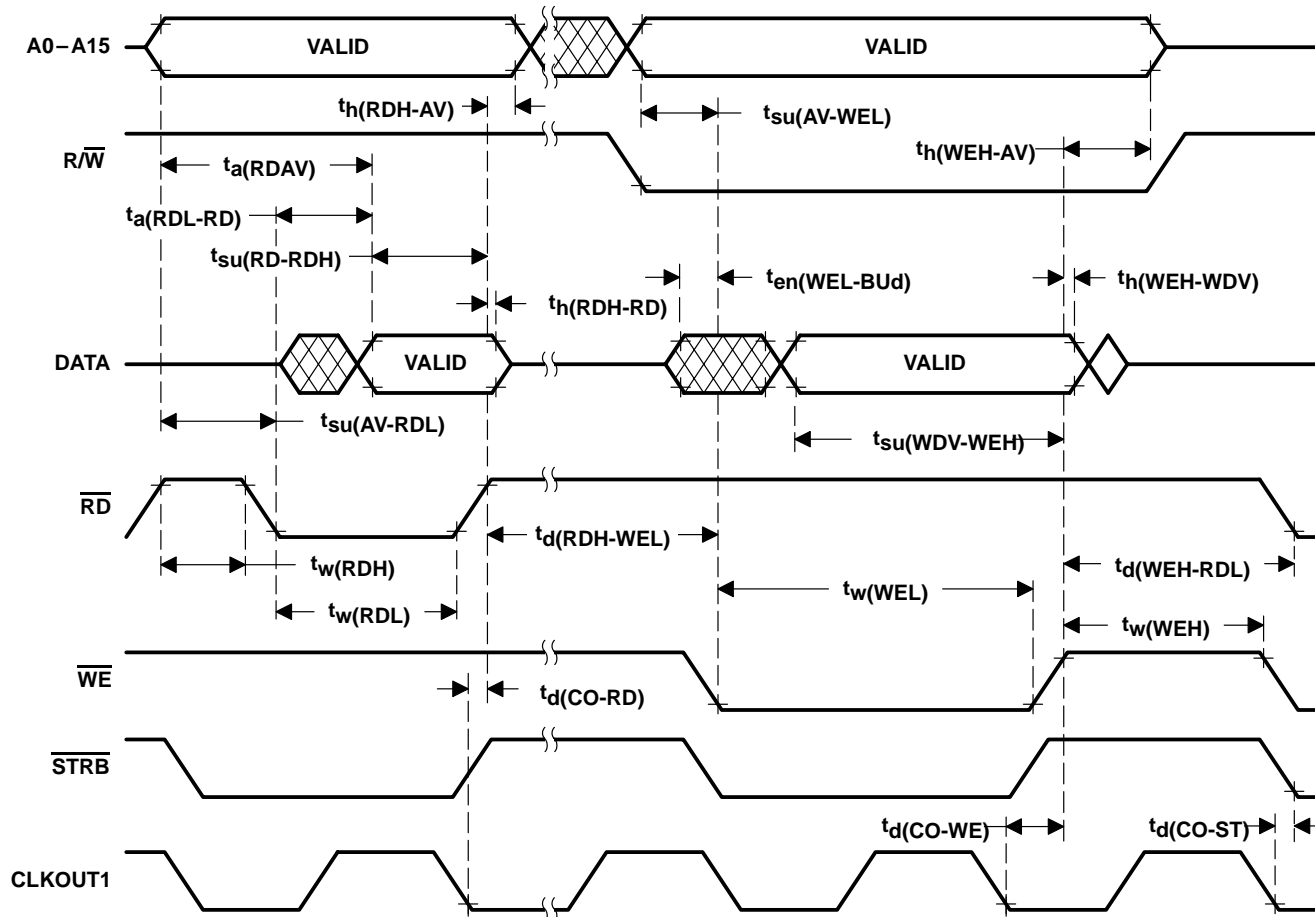 A0–A15
VALID
VALID
th(RDH-AV)
tsu(AV-WEL)
R/W̅
ta(RDAV)
th(WEH-AV)
ta(RDL-RD)
tsu(RD-RDH)
ten(WEL-BUd)
th(WEH-WDV)
th(RDH-RD)
DATA
VALID
VALID
tsu(AV-RDL)
tsu(WDV-WEH)
R̅D̅
td(RDH-WEL)
tw(RDH)
td(WEH-RDL)
tw(WEL)
tw(RDL)
tw(WEH)
W̅E̅
td(CO-RD)
S̅T̅R̅B̅
td(CO-WE)
td(CO-ST)
CLKOUT1